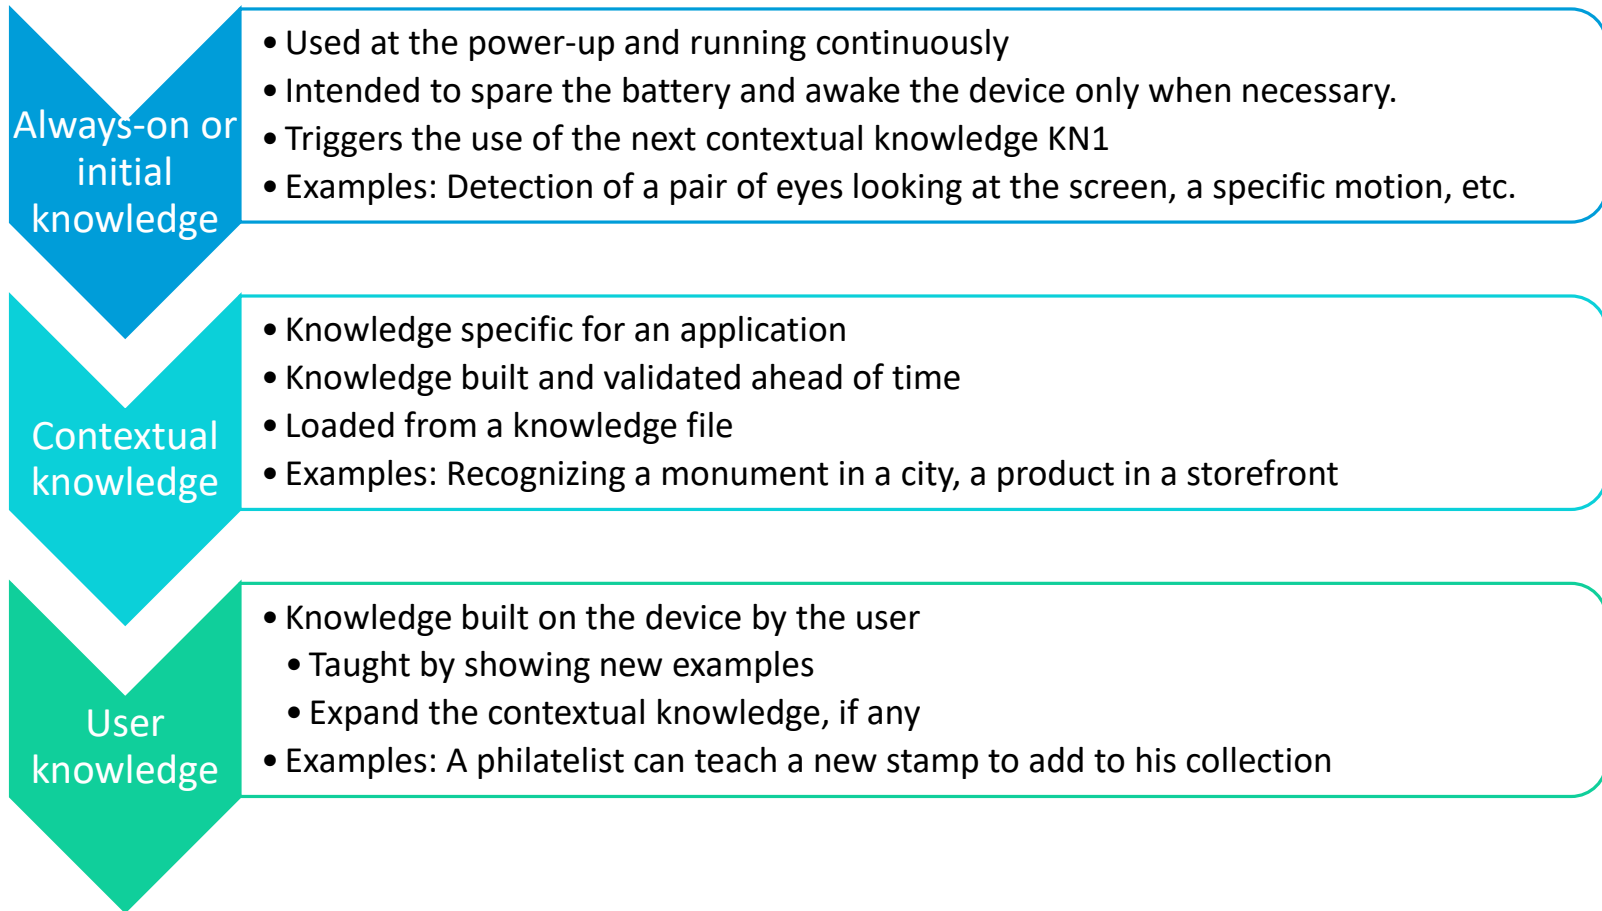 Always-on or
initial
knowledge
• Used at the power-up and running continuously
• Intended to spare the battery and awake the device only when necessary.
• Triggers the use of the next contextual knowledge KN1
• Examples: Detection of a pair of eyes looking at the screen, a specific motion, etc.
Contextual
knowledge
• Knowledge specific for an application
• Knowledge built and validated ahead of time
• Loaded from a knowledge file
• Examples: Recognizing a monument in a city, a product in a storefront
User
knowledge
• Knowledge built on the device by the user
• Taught by showing new examples
• Expand the contextual knowledge, if any
• Examples: A philatelist can teach a new stamp to add to his collection